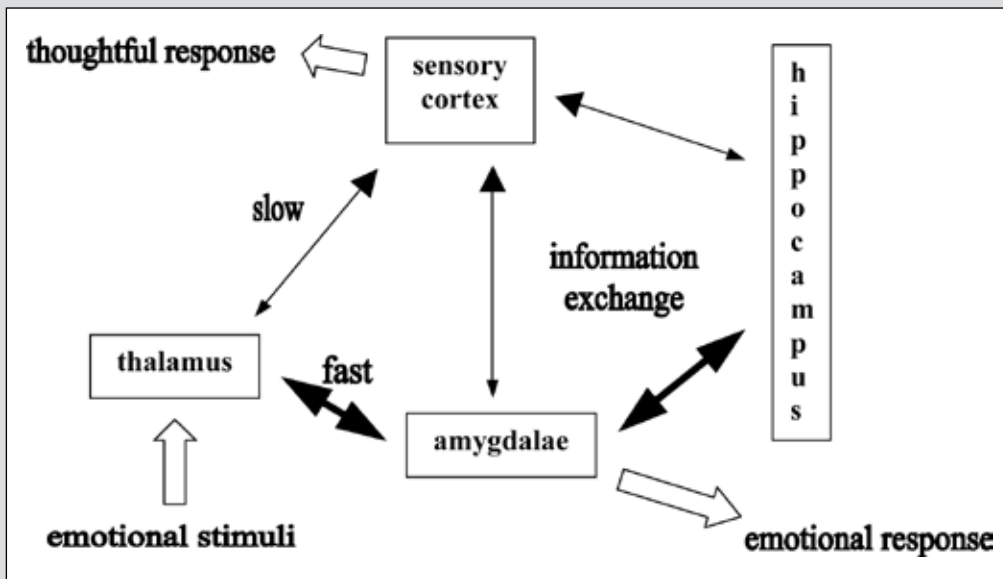 thoughtful response
sensory
cortex
h
i
p
p
o
c
a
m
p
u
s
slow
information
exchange
thalamus
fast
amygdalae
emotional stimuli
emotional response